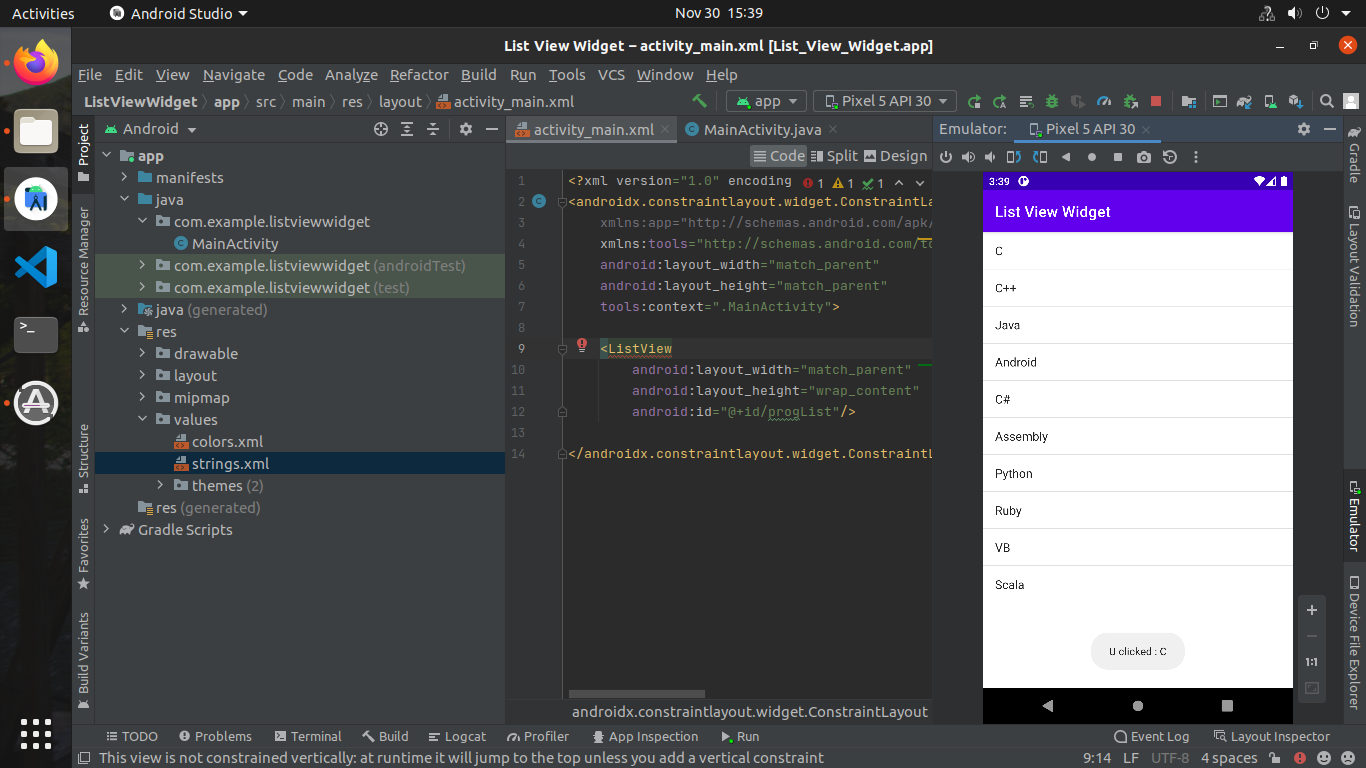 Activities
Android Studio
Nov 30 15:39
List View Widget – activity_main.xml [List_View_Widget.app]
File Edit View Navigate Code Analyze Refactor Build Run Tools VCS Window Help
ListViewWidget app src main res layout activity_main.xml
app
Pixel 5 API 30
Project
Android
activity_main.xml
MainActivity.java
Emulator:
Pixel 5 API 30
Code Split Design
Resource Manager
Structure
Favorites
Build Variants
app
manifests
java
com.example.listviewwidget
MainActivity
com.example.listviewwidget (androidTest)
com.example.listviewwidget (test)
java (generated)
res
drawable
layout
mipmap
values
colors.xml
strings.xml
themes (2)
res (generated)
Gradle Scripts
1 1 1
1 <?xml version="1.0" encoding
2 <androidx.constraintlayout.widget.ConstraintLa
3 xmlns:app="http://schemas.android.com/apk/
4 xmlns:tools="http://schemas.android.com/to
5 android:layout_width="match_parent"
6 android:layout_height="match_parent"
7 tools:context=".MainActivity">
8
9 <ListView
10 android:layout_width="match_parent"
11 android:layout_height="wrap_content"
12 android:id="@+id/progList"/>
13
14 </androidx.constraintlayout.widget.ConstraintL
androidx.constraintlayout.widget.ConstraintLayout
3:39
List View Widget
C
C++
Java
Android
C#
Assembly
Python
Ruby
VB
Scala
U clicked : C
1:1
Gradle
Layout Validation
Emulator
Device File Explorer
TODO Problems Terminal Build Logcat Profiler App Inspection Run
Event Log Layout Inspector
This view is not constrained vertically: at runtime it will jump to the top unless you add a vertical constraint
9:14 LF UTF-8 4 spaces